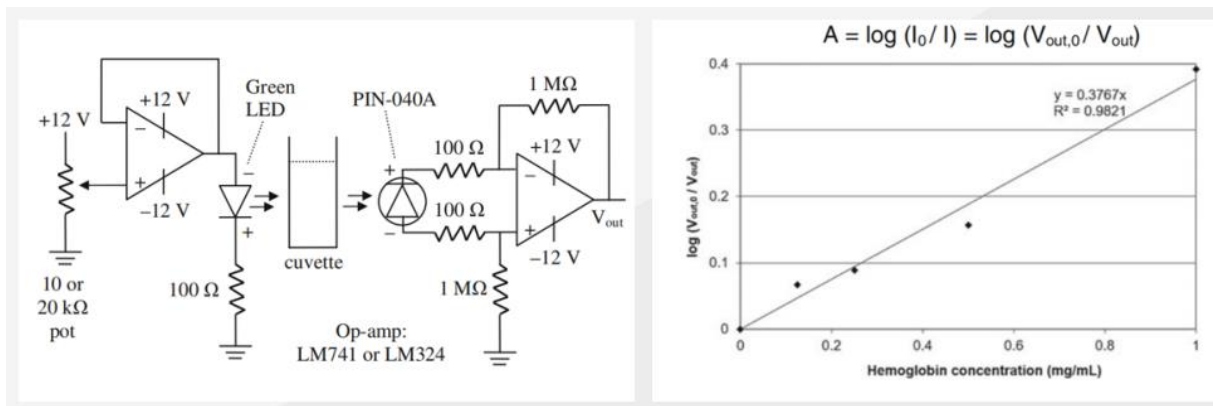 +12 V
10 or
20 kΩ
pot
+12 V
−
+
−12 V
Green
LED
−
+
100 Ω
cuvette
PIN-040A
+
−
100 Ω
100 Ω
1 MΩ
+12 V
−
+
−12 V
Vout
1 MΩ
Op-amp:
LM741 or LM324
A = log (I0 / I) = log (Vout,0 / Vout)
y = 0.3767x
R² = 0.9821
log (Vout,0 / Vout)
0.4
0.3
0.2
0.1
0
0
0.2
0.4
0.6
0.8
1
Hemoglobin concentration (mg/mL)